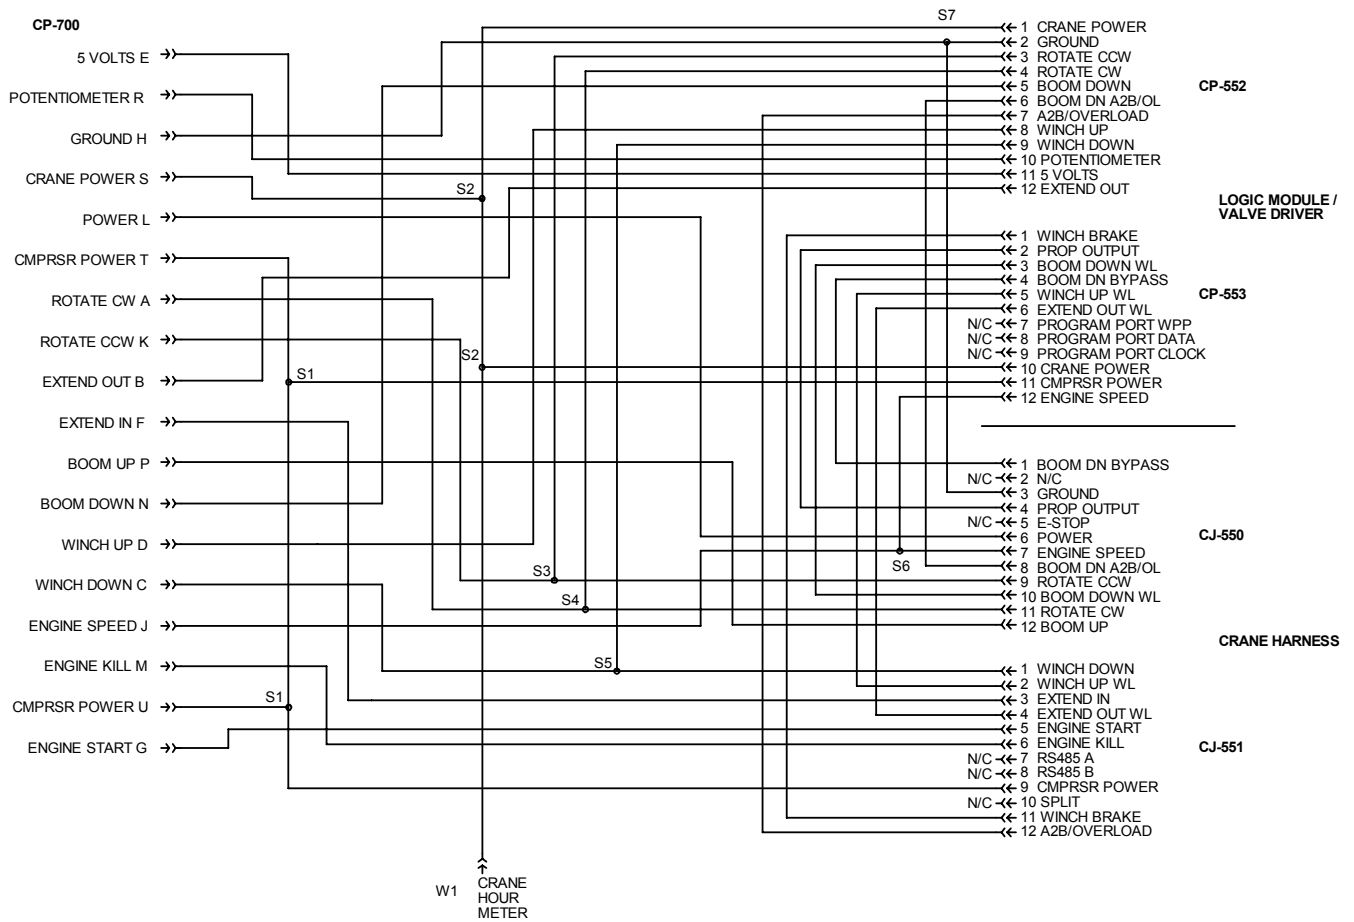 CP-700
5 VOLTS E
POTENTIOMETER R
GROUND H
CRANE POWER S
POWER L
CMPRSR POWER T
ROTATE CW A
ROTATE CCW K
EXTEND OUT B
EXTEND IN F
BOOM UP P
BOOM DOWN N
WINCH UP D
WINCH DOWN C
ENGINE SPEED J
ENGINE KILL M
CMPRSR POWER U
ENGINE START G
S1
S1
S2
S2
S3
S4
S5
S6
S7
W1
CRANE
HOUR
METER
1 CRANE POWER
2 GROUND
3 ROTATE CCW
4 ROTATE CW
5 BOOM DOWN
6 BOOM DN A2B/OL
7 A2B/OVERLOAD
8 WINCH UP
9 WINCH DOWN
10 POTENTIOMETER
11 5 VOLTS
12 EXTEND OUT
CP-552
LOGIC MODULE /
VALVE DRIVER
1 WINCH BRAKE
2 PROP OUTPUT
3 BOOM DOWN WL
4 BOOM DN BYPASS
5 WINCH UP WL
6 EXTEND OUT WL
N/C 7 PROGRAM PORT WPP
N/C 8 PROGRAM PORT DATA
N/C 9 PROGRAM PORT CLOCK
10 CRANE POWER
11 CMPRSR POWER
12 ENGINE SPEED
CP-553
1 BOOM DN BYPASS
N/C 2 N/C
3 GROUND
4 PROP OUTPUT
N/C 5 E-STOP
6 POWER
7 ENGINE SPEED
8 BOOM DN A2B/OL
9 ROTATE CCW
10 BOOM DOWN WL
11 ROTATE CW
12 BOOM UP
CJ-550
CRANE HARNESS
1 WINCH DOWN
2 WINCH UP WL
3 EXTEND IN
4 EXTEND OUT WL
5 ENGINE START
6 ENGINE KILL
N/C 7 RS485 A
N/C 8 RS485 B
9 CMPRSR POWER
N/C 10 SPLIT
11 WINCH BRAKE
12 A2B/OVERLOAD
CJ-551